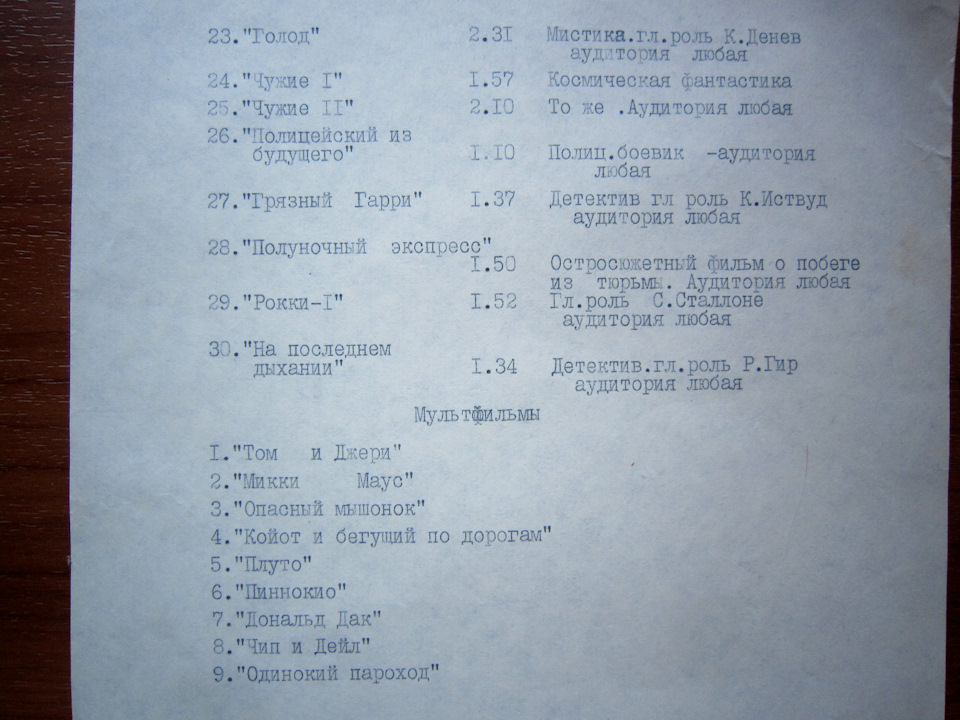 23."Голод" 2.31 Мистика.гл.роль К.Денев
аудитория любая
24."Чужие I" I.57 Космическая фантастика
25."Чужие II" 2.I0 То же .Аудитория любая
26."Полицейский из
будущего" I.I0 Полиц.боевик -аудитория
любая
27."Грязный Гарри" I.37 Детектив гл роль К.Иствуд
аудитория любая
28."Полуночный экспресс"
I.50 Остросюжетный фильм о побеге
из тюрьмы. Аудитория любая
29."Рокки-I" I.52 Гл.роль С.Сталлоне
аудитория любая
30."На последнем
дыхании" I.34 Детектив.гл.роль Р.Гир
аудитория любая
Мультфильмы
I."Том и Джери"
2."Микки Маус"
3."Опасный мышонок"
4."Койот и бегущий по дорогам"
5."Плуто"
6."Пиннокио"
7."Дональд Дак"
8."Чип и Дейл"
9."Одинокий пароход"